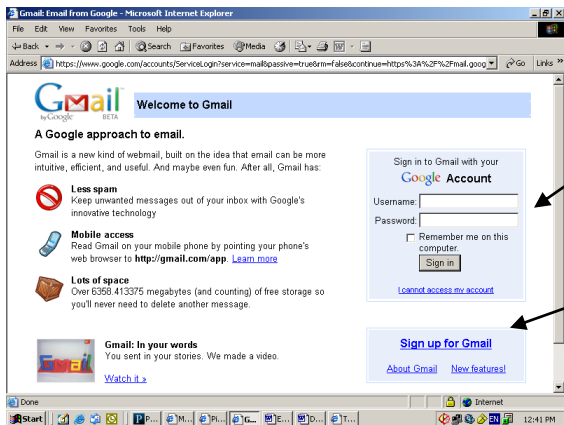 Gmail: Email from Google - Microsoft Internet Explorer
File Edit View Favorites Tools Help
Back Search Favorites Media
Address https://www.google.com/accounts/ServiceLogin?service=mail&passive=true&rm=false&continue=https%3A%2F%2Fmail.goog Go Links »
Gmail
by Google BETA
Welcome to Gmail
A Google approach to email.
Gmail is a new kind of webmail, built on the idea that email can be more
intuitive, efficient, and useful. And maybe even fun. After all, Gmail has:
Less spam
Keep unwanted messages out of your inbox with Google's
innovative technology
Mobile access
Read Gmail on your mobile phone by pointing your phone's
web browser to http://gmail.com/app. Learn more
Lots of space
Over 6358.413375 megabytes (and counting) of free storage so
you'll never need to delete another message.
Gmail: In your words
You sent in your stories. We made a video.
Watch it »
Sign in to Gmail with your
Google Account
Username:
Password:
Remember me on this
computer.
Sign in
I cannot access my account
Sign up for Gmail
About Gmail New features!
Done Internet
Start P... M... Pi... G... E... D... T... EN 12:41 PM